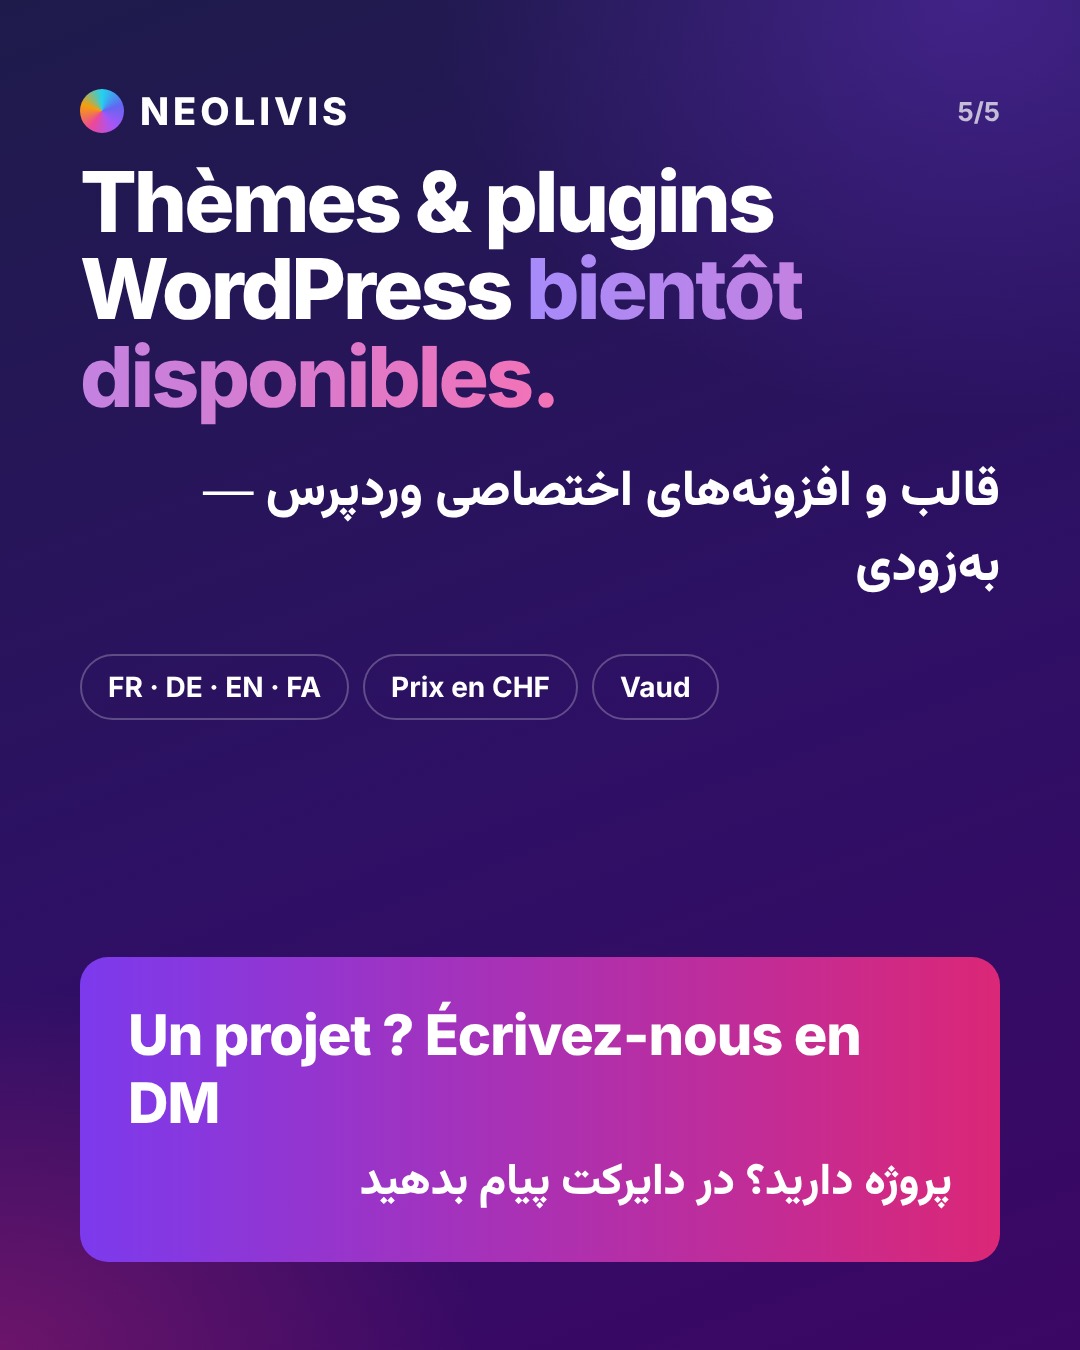 NEOLIVIS
5/5
Thèmes & plugins
WordPress bientôt
disponibles.
قالب و افزونه‌های اختصاصی وردپرس —
به‌زودی
FR · DE · EN · FA
Prix en CHF
Vaud
Un projet ? Écrivez-nous en
DM
پروژه دارید؟ در دایرکت پیام بدهید